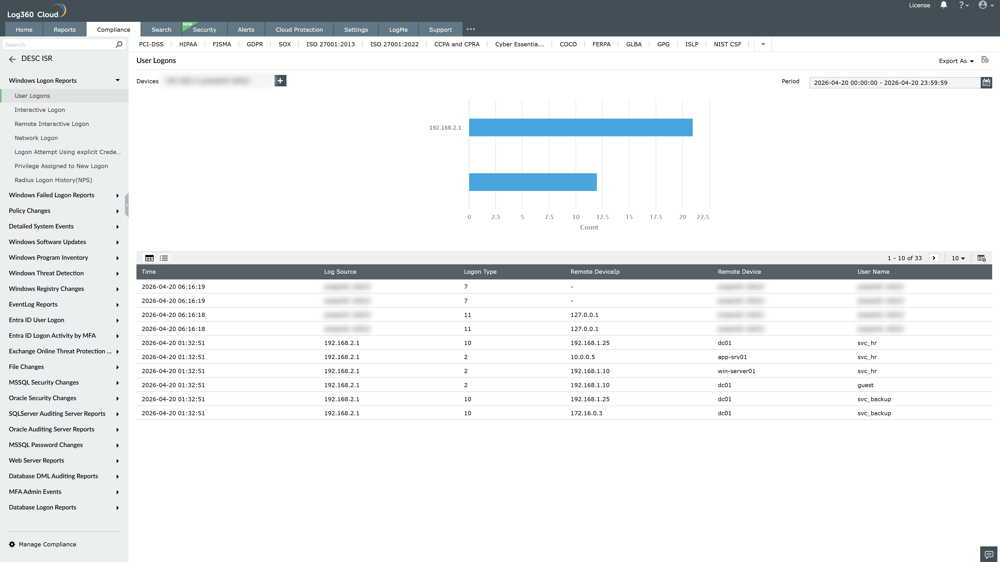 License
Log360 Cloud
Home Reports Compliance Search NEW Security Alerts Cloud Protection Settings LogMe Support
Search
PCI-DSS HIPAA FISMA GDPR SOX ISO 27001:2013 ISO 27001:2022 CCPA and CPRA Cyber Essentia... COCO FERPA GLBA GPG ISLP NIST CSF
DESC ISR
Windows Logon Reports
User Logons
Interactive Logon
Remote Interactive Logon
Network Logon
Logon Attempt Using explicit Crede...
Privilege Assigned to New Logon
Radius Logon History(NPS)
Windows Failed Logon Reports
Policy Changes
Detailed System Events
Windows Software Updates
Windows Program Inventory
Windows Threat Detection
Windows Registry Changes
EventLog Reports
Entra ID User Logon
Entra ID Logon Activity by MFA
Exchange Online Threat Protection ...
File Changes
MSSQL Security Changes
Oracle Security Changes
SQLServer Auditing Server Reports
Oracle Auditing Server Reports
MSSQL Password Changes
Web Server Reports
Database DML Auditing Reports
MFA Admin Events
Database Logon Reports
Manage Compliance
User Logons
Export As
Devices
Period 2026-04-20 00:00:00 - 2026-04-20 23:59:59
192.168.2.1
0 2.5 5 7.5 10 12.5 15 17.5 20 22.5
Count
1 - 10 of 33 10
Time Log Source Logon Type Remote DeviceIp Remote Device User Name
2026-04-20 06:16:19 7 -
2026-04-20 06:16:19 7 -
2026-04-20 06:16:18 11 127.0.0.1
2026-04-20 06:16:18 11 127.0.0.1
2026-04-20 01:32:51 192.168.2.1 10 192.168.1.25 dc01 svc_hr
2026-04-20 01:32:51 192.168.2.1 2 10.0.0.5 app-srv01 svc_hr
2026-04-20 01:32:51 192.168.2.1 2 192.168.1.10 win-server01 svc_hr
2026-04-20 01:32:51 192.168.2.1 2 192.168.1.10 dc01 guest
2026-04-20 01:32:51 192.168.2.1 10 192.168.1.25 dc01 svc_backup
2026-04-20 01:32:51 192.168.2.1 10 172.16.0.3 dc01 svc_backup